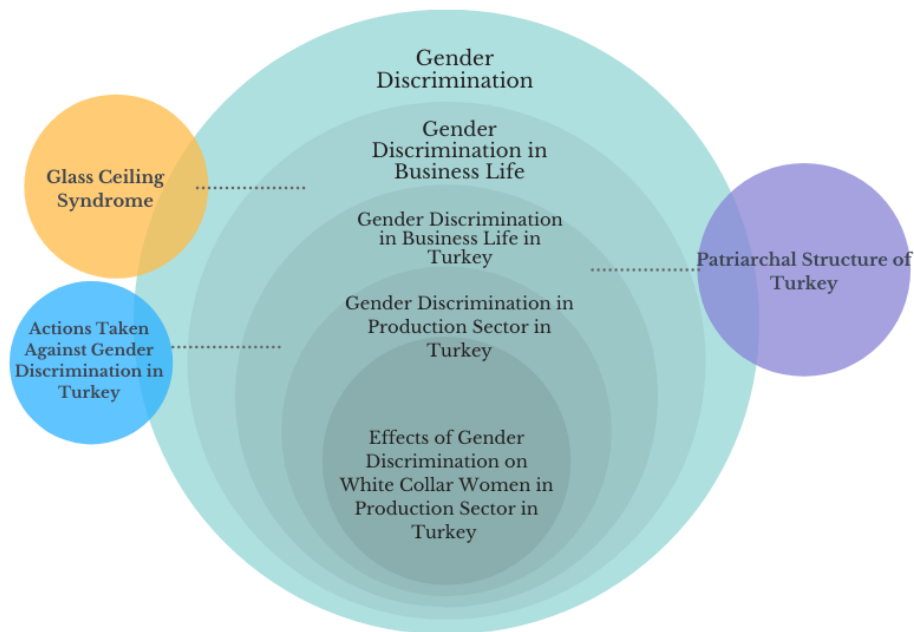 Gender
Discrimination
Gender
Discrimination in
Business Life
Glass Ceiling
Syndrome
Gender Discrimination
in Business Life in
Turkey
Patriarchal Structure of
Turkey
Gender Discrimination in
Production Sector in
Turkey
Actions Taken
Against Gender
Discrimination in
Turkey
Effects of Gender
Discrimination on
White Collar Women in
Production Sector in
Turkey